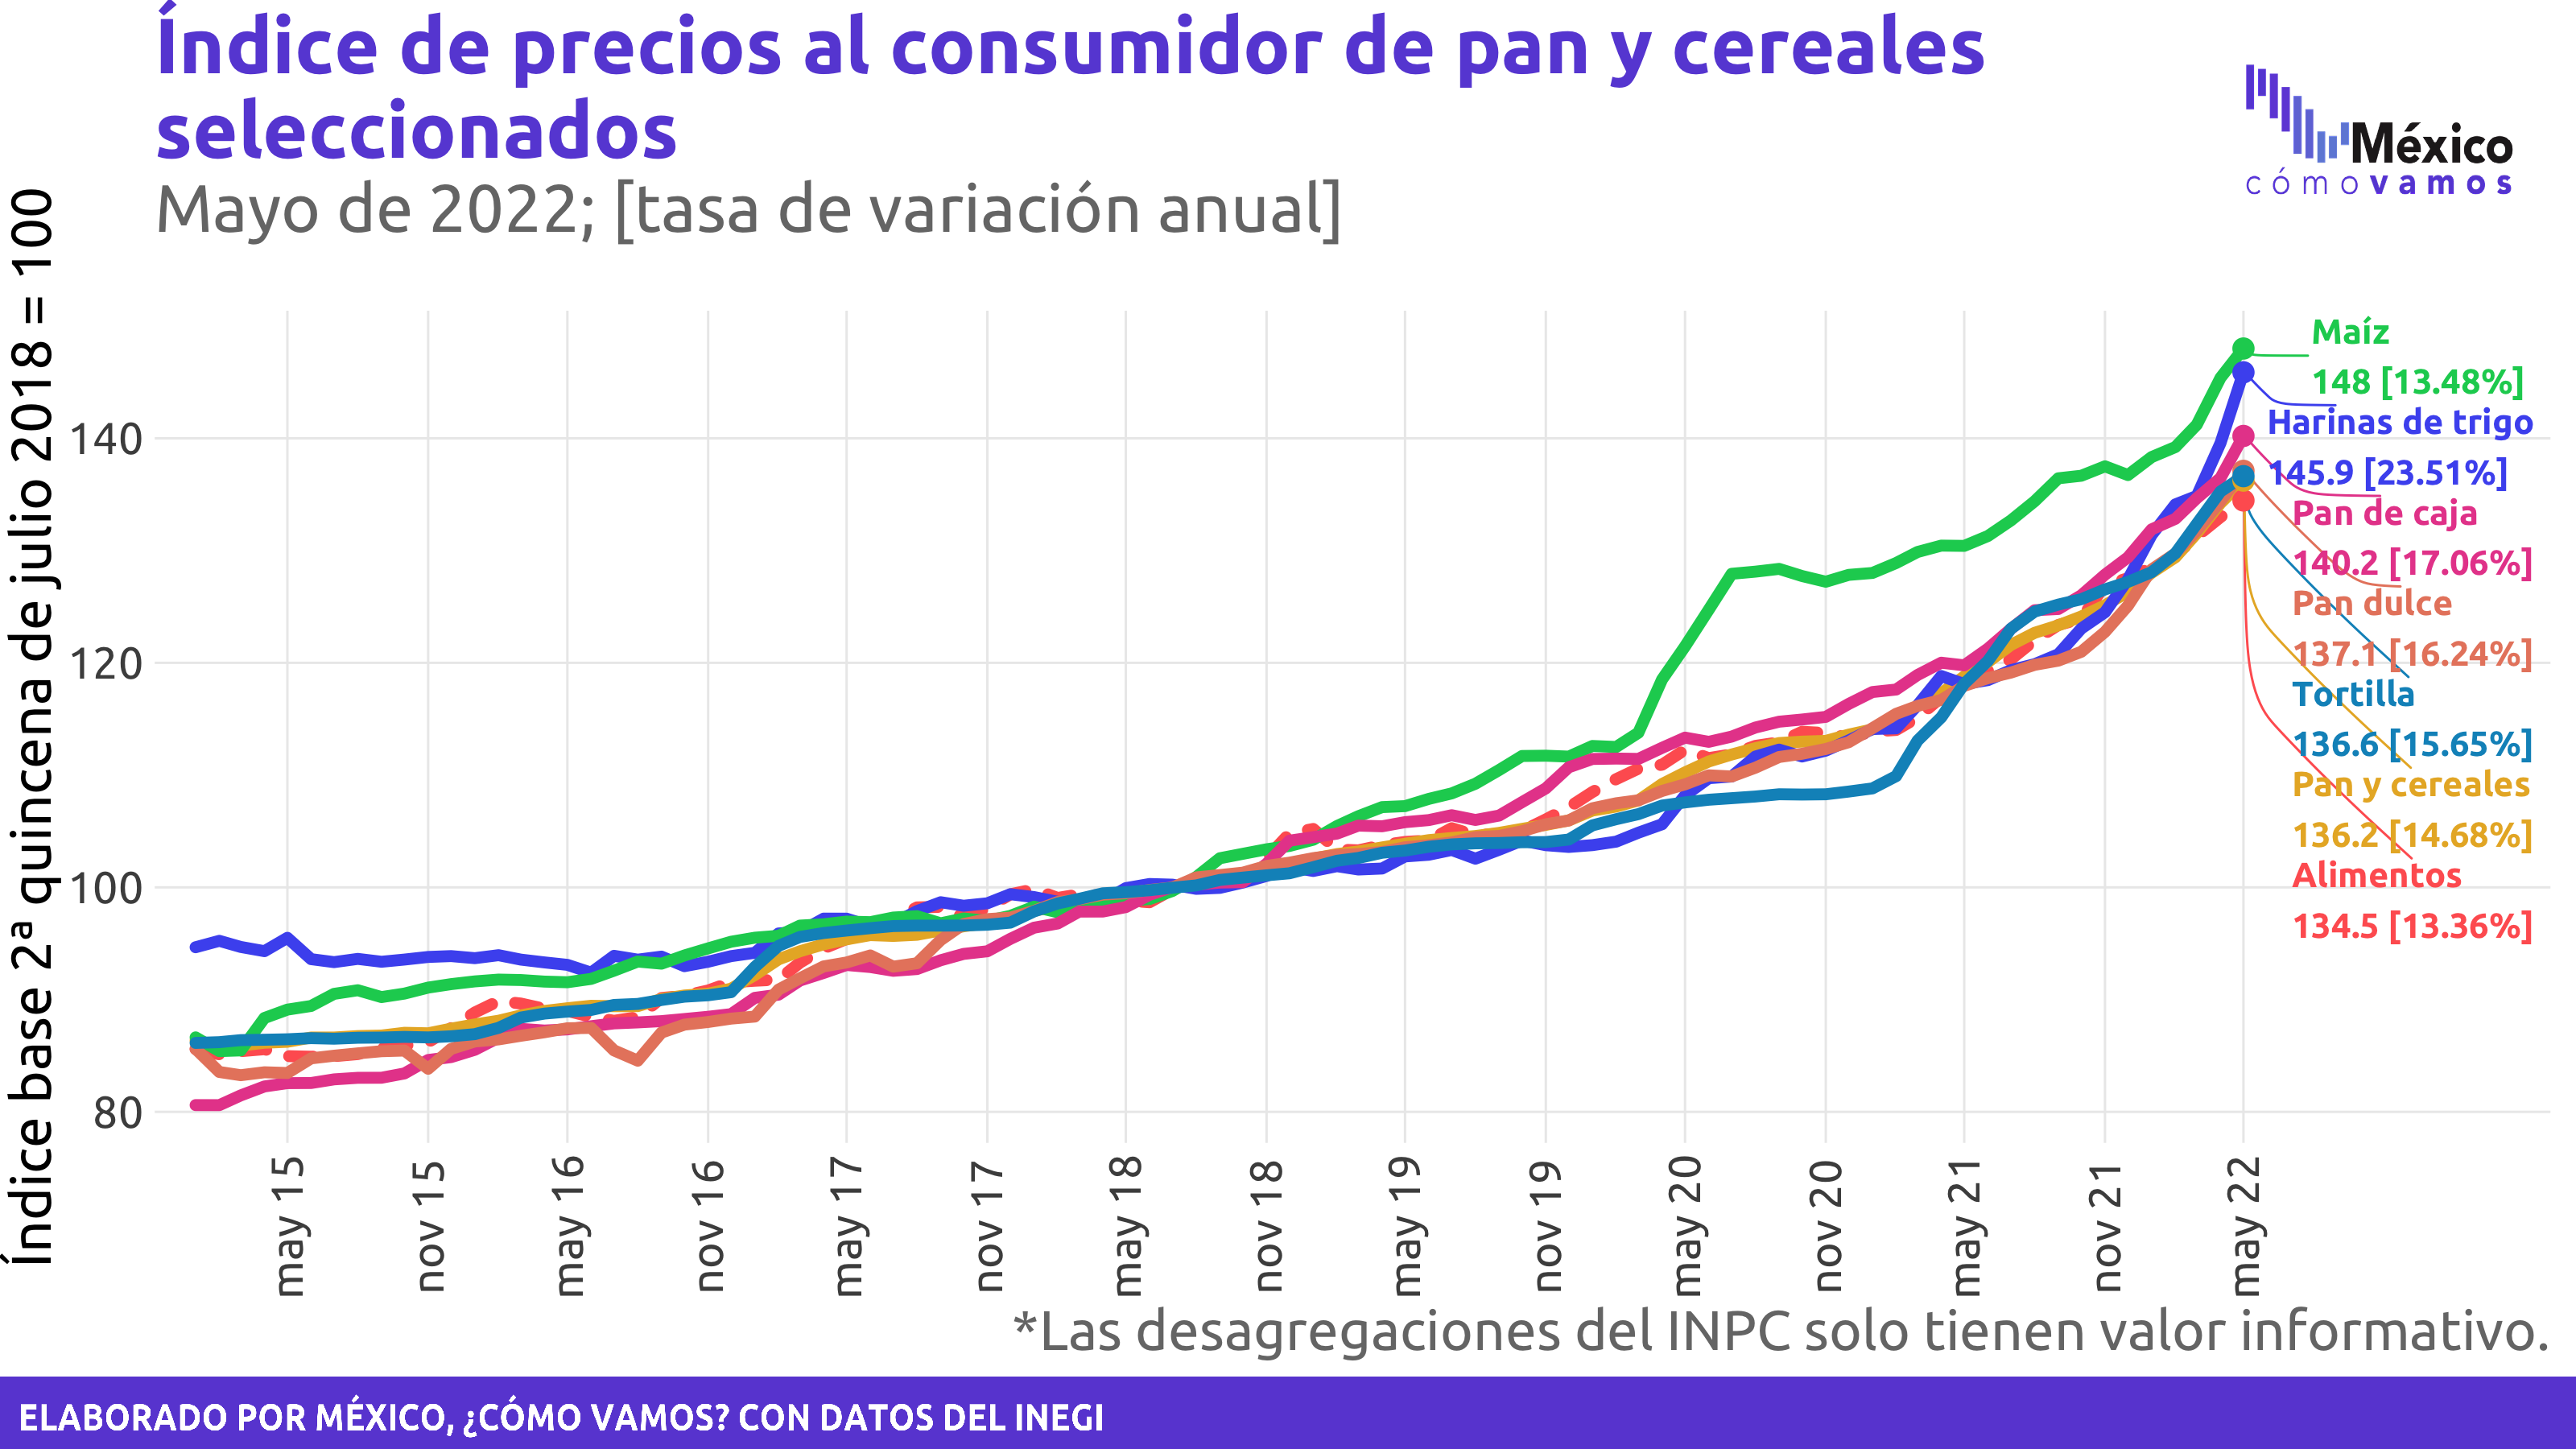 Índice de precios al consumidor de pan y cereales
seleccionados
Mayo de 2022; [tasa de variación anual]
México
cómo vamos
Índice base 2ª quincena de julio 2018 = 100
140
120
100
80
Maíz
148 [13.48%]
Harinas de trigo
145.9 [23.51%]
Pan de caja
140.2 [17.06%]
Pan dulce
137.1 [16.24%]
Tortilla
136.6 [15.65%]
Pan y cereales
136.2 [14.68%]
Alimentos
134.5 [13.36%]
may 15
nov 15
may 16
nov 16
may 17
nov 17
may 18
nov 18
may 19
nov 19
may 20
nov 20
may 21
nov 21
may 22
*Las desagregaciones del INPC solo tienen valor informativo.
ELABORADO POR MÉXICO, ¿CÓMO VAMOS? CON DATOS DEL INEGI